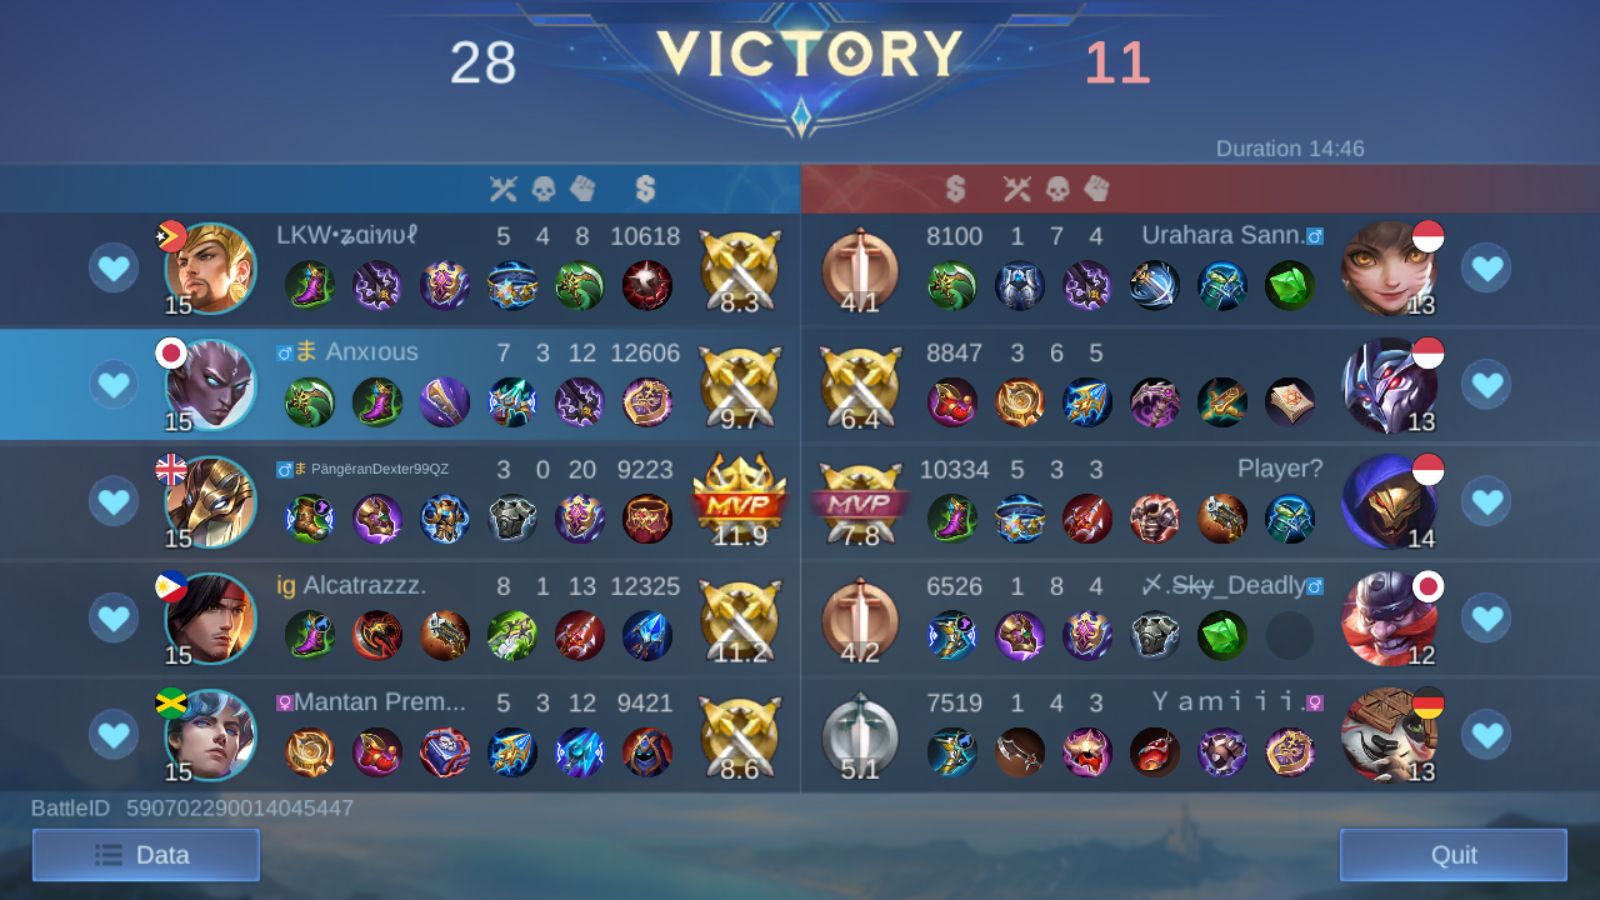 28 VICTORY 11
Duration 14:46
LKW•ʑαiиυℓ 5 4 8 10618
15 8.3
8100 1 7 4 Urahara Sann.
4.1 13
ま Anxıous 7 3 12 12606
15 9.7
8847 3 6 5
6.4 13
ま PängëranDexter99QZ 3 0 20 9223
15 MVP 11.9
10334 5 3 3 Player?
MVP 7.8 14
ig Alcatrazzz. 8 1 13 12325
15 11.2
6526 1 8 4 〆.S̶k̶y̶_Deadly
4.2 12
Mantan Prem... 5 3 12 9421
15 8.6
7519 1 4 3 Y a m i i i .
5.1 13
BattleID 590702290014045447
Data
Quit